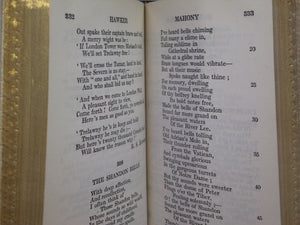 332 HAWKER
Out spake their captain brave and bold,
A merry wight was he:
'If London Tower were Michael's hold,
We'll set Trelawny free!
'We'll cross the Tamar, land to land,
The Severn is no stay—
With "one and all," and hand in hand,
And who shall bid us nay?
'And when we come to London Wall,
A pleasant sight to view,
Come forth! Come forth, ye cowards all,
Here's men as good as you.
'Trelawny he's in keep and hold
Trelawny he may die—
But here's twenty thousand Cornish bold
Will know the reason why!'
THE SHANDON BELLS
With deep affection,
And recollection,
I often think of
MAHONY 333
I've heard bells chiming
Full many a clime in,
Tolling sublime in
Cathedral shrine,
While at a glibe rate
Brass tongues would vibrate—
But all their music
Spoke naught like thine;
For memory, dwelling
On each proud swelling
Of thy belfry knelling
Its bold notes free,
Made the bells of Shandon
Sound far more grand on
The pleasant waters
Of the River Lee.
I've heard bells tolling
Old Adrian's Mole in,
Their thunder rolling
From the Vatican,
And cymbals glorious
Swinging uproarious
In the gorgeous turrets
Of Notre Dame;
But thy sounds were sweeter
Than the dome of Peter
Flings o'er the Tiber,